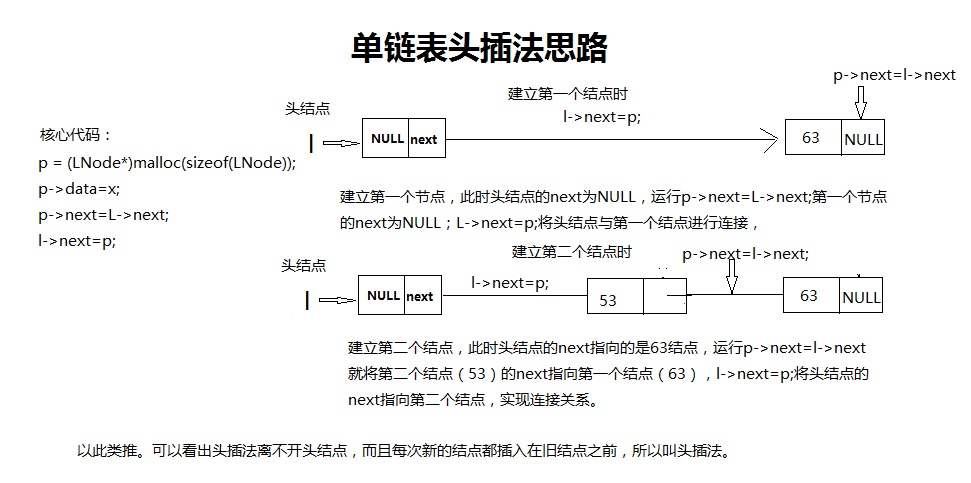 单链表头插法思路
p->next=l->next
建立第一个结点时
头结点
l->next=p;
核心代码：
l
NULL next
63 NULL
p = (LNode*)malloc(sizeof(LNode));
p->data=x;
p->next=L->next;
l->next=p;
建立第一个节点，此时头结点的next为NULL，运行p->next=L->next;第一个节点
的next为NULL；L->next=p;将头结点与第一个结点进行连接，
建立第二个结点时
p->next=l->next;
头结点
l->next=p;
l
NULL next
53
63 NULL
建立第二个结点，此时头结点的next指向的是63结点，运行p->next=l->next
就将第二个结点（53）的next指向第一个结点（63），l->next=p;将头结点的
next指向第二个结点，实现连接关系。
以此类推。可以看出头插法离不开头结点，而且每次新的结点都插入在旧结点之前，所以叫头插法。